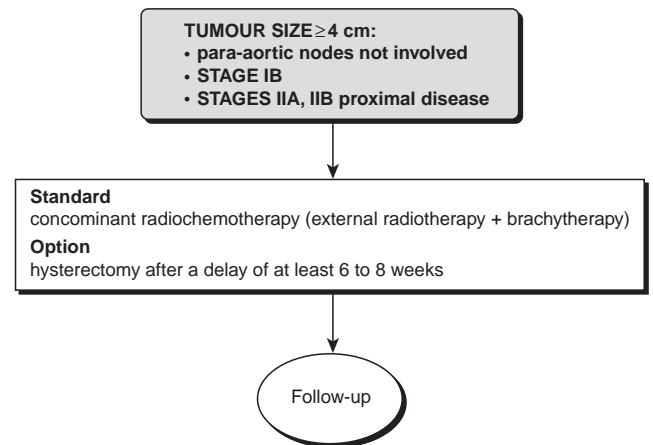 TUMOUR SIZE ≥ 4 cm:
• para-aortic nodes not involved
• STAGE IB
• STAGES IIA, IIB proximal disease
Standard
concominant radiochemotherapy (external radiotherapy + brachytherapy)
Option
hysterectomy after a delay of at least 6 to 8 weeks
Follow-up